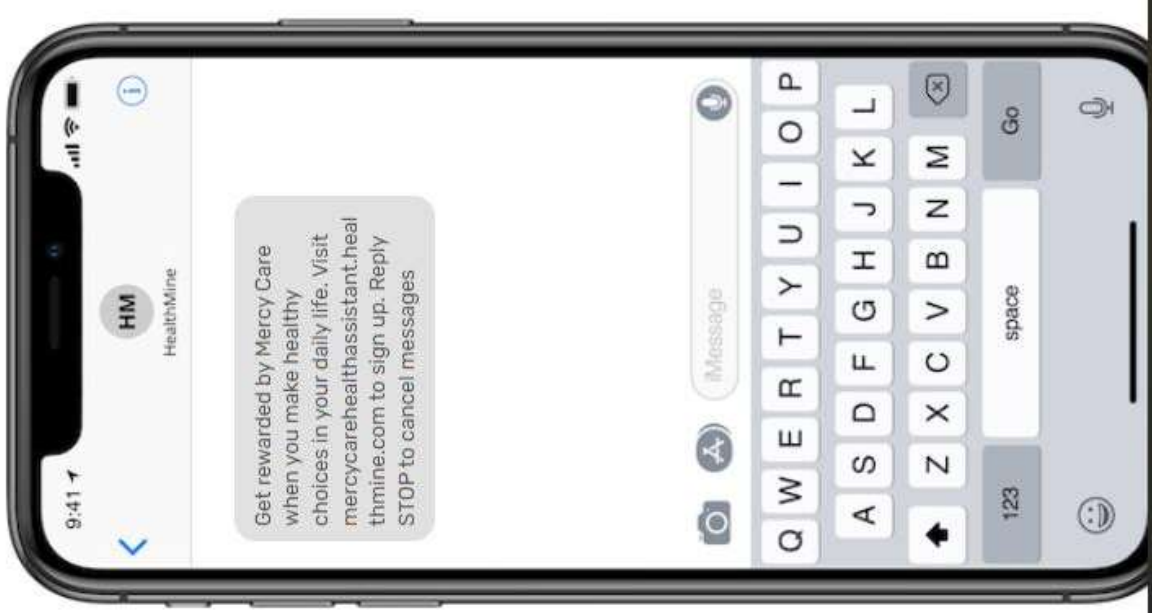 9:41
HM
HealthMine
Get rewarded by Mercy Care
when you make healthy
choices in your daily life. Visit
mercycarehealthassistant.heal
thmine.com to sign up. Reply
STOP to cancel messages
iMessage
Q W E R T Y U I O P
A S D F G H J K L
Z X C V B N M
123 space Go